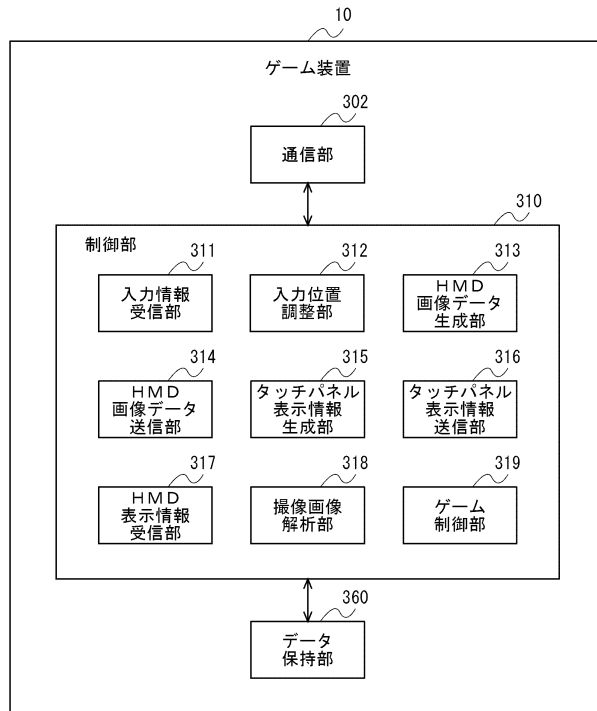 10
ゲーム装置
302
通信部
310
制御部
311
入力情報
受信部
312
入力位置
調整部
313
HMD
画像データ
生成部
314
HMD
画像データ
送信部
315
タッチパネル
表示情報
生成部
316
タッチパネル
表示情報
送信部
317
HMD
表示情報
受信部
318
撮像画像
解析部
319
ゲーム
制御部
360
データ
保持部